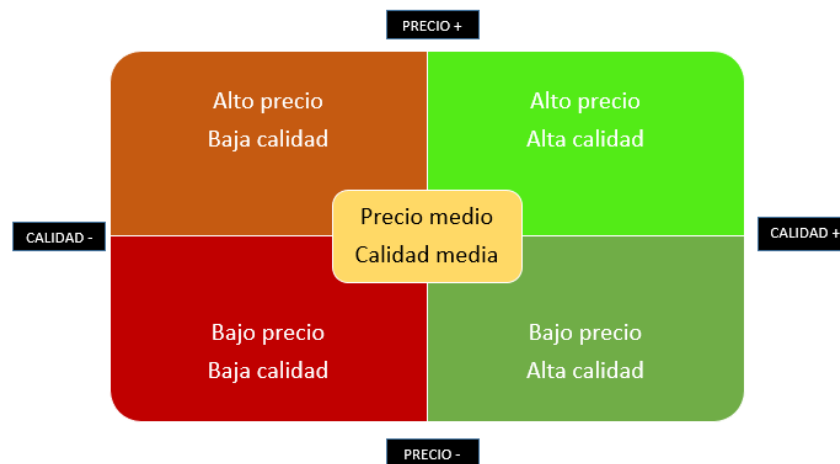 PRECIO +
Alto precio
Baja calidad
Alto precio
Alta calidad
CALIDAD -
Precio medio
Calidad media
CALIDAD +
Bajo precio
Baja calidad
Bajo precio
Alta calidad
PRECIO -